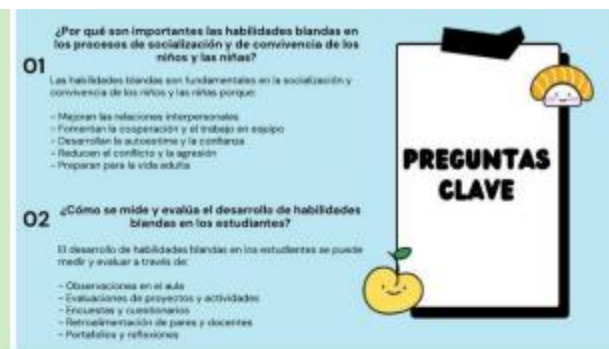 01
¿Por qué son importantes las habilidades blandas en
los procesos de socialización y de convivencia de los
niños y las niñas?
Las habilidades blandas son fundamentales en la socialización y
convivencia de los niños y las niñas porque:
- Mejoran las relaciones interpersonales
- Fomentan la cooperación y el trabajo en equipo
- Desarrollan la autoestima y la confianza
- Reducen el conflicto y la agresión
- Preparan para la vida adulta
02
¿Cómo se mide y evalúa el desarrollo de habilidades
blandas en los estudiantes?
El desarrollo de habilidades blandas en los estudiantes se puede
medir y evaluar a través de:
- Observaciones en el aula
- Evaluaciones de proyectos y actividades
- Encuestas y cuestionarios
- Retroalimentación de pares y docentes
- Portafolios y reflexiones
PREGUNTAS
CLAVE